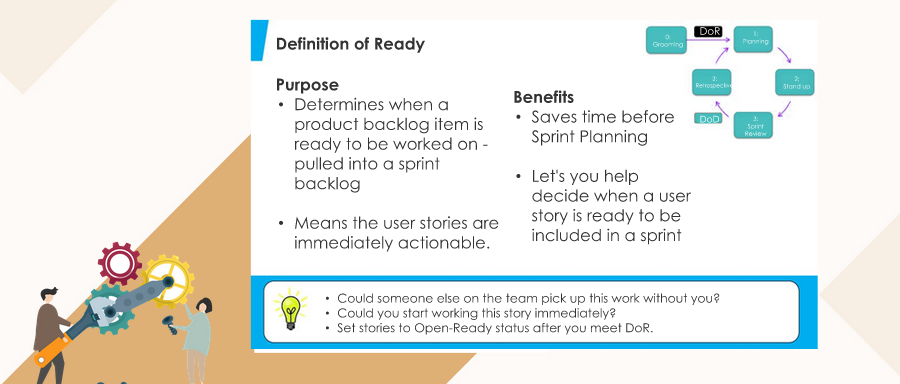 Definition of Ready
Purpose
• Determines when a
product backlog item is
ready to be worked on -
pulled into a sprint
backlog
• Means the user stories are
immediately actionable.
Benefits
• Saves time before
Sprint Planning
• Let's you help
decide when a user
story is ready to be
included in a sprint
0:
Grooming
DoR
1:
Planning
2:
Stand up
3:
Sprint
Review
DoD
Retrospective
• Could someone else on the team pick up this work without you?
• Could you start working this story immediately?
• Set stories to Open-Ready status after you meet DoR.